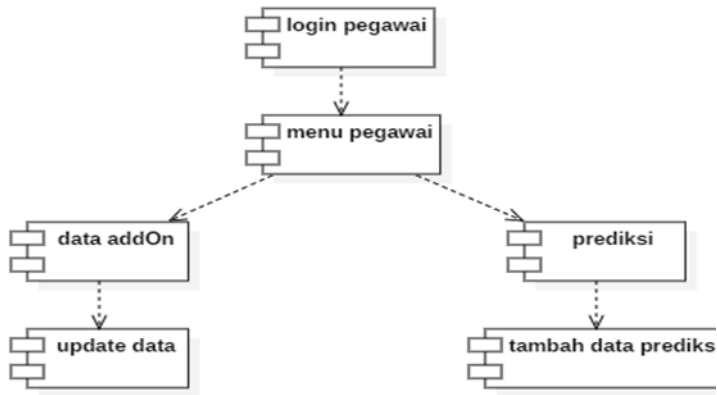 login pegawai
menu pegawai
data addOn
prediksi
update data
tambah data prediks